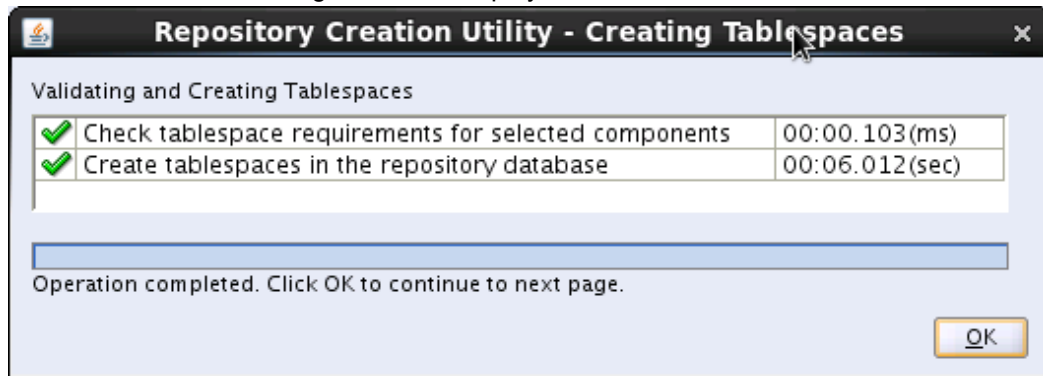 Repository Creation Utility - Creating Tablespaces
Validating and Creating Tablespaces
Check tablespace requirements for selected components 00:00.103(ms)
Create tablespaces in the repository database 00:06.012(sec)
Operation completed. Click OK to continue to next page.
OK